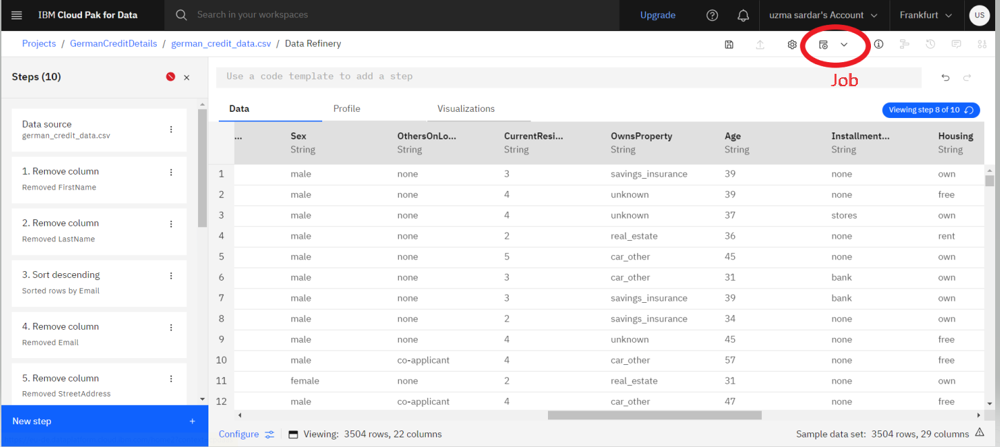 IBM Cloud Pak for Data
Search in your workspaces
Upgrade
uzma sardar's Account
Frankfurt
US
Projects / GermanCreditDetails / german_credit_data.csv / Data Refinery
Job
Steps (10)
Data source
german_credit_data.csv
1. Remove column
Removed FirstName
2. Remove column
Removed LastName
3. Sort descending
Sorted rows by Email
4. Remove column
Removed Email
5. Remove column
Removed StreetAddress
New step +
Use a code template to add a step
Data Profile Visualizations
Viewing step 8 of 10
... Sex OthersOnLo... CurrentResi... OwnsProperty Age Installment... Housing
String String String String String String String
1 male none 3 savings_insurance 39 none own
2 male none 4 unknown 39 none free
3 male none 4 unknown 37 stores own
4 male none 2 real_estate 36 none rent
5 male none 5 car_other 45 none own
6 male none 3 car_other 31 bank own
7 male none 3 savings_insurance 39 bank own
8 male none 2 savings_insurance 34 none own
9 male none 4 unknown 45 none free
10 male co-applicant 4 car_other 57 none free
11 female none 2 real_estate 31 none own
12 male co-applicant 4 car_other 47 none free
Configure
Viewing: 3504 rows, 22 columns
Sample data set: 3504 rows, 29 columns